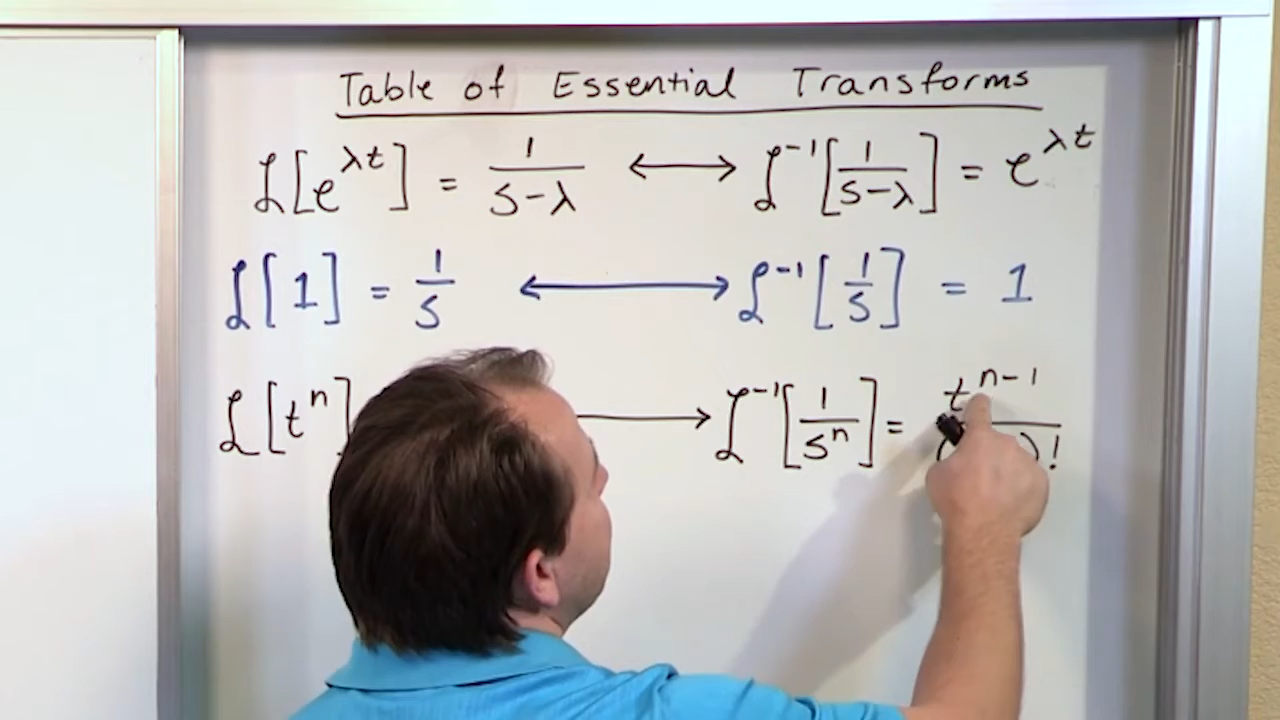 Table of Essential Transforms
ℒ[e^{λt}] = 1/(s-λ) ⟷ ℒ^{-1}[1/(s-λ)] = e^{λt}
ℒ[1] = 1/s ⟷ ℒ^{-1}[1/s] = 1
ℒ[t^n] → ℒ^{-1}[1/s^n] = t^{n-1}/( )!